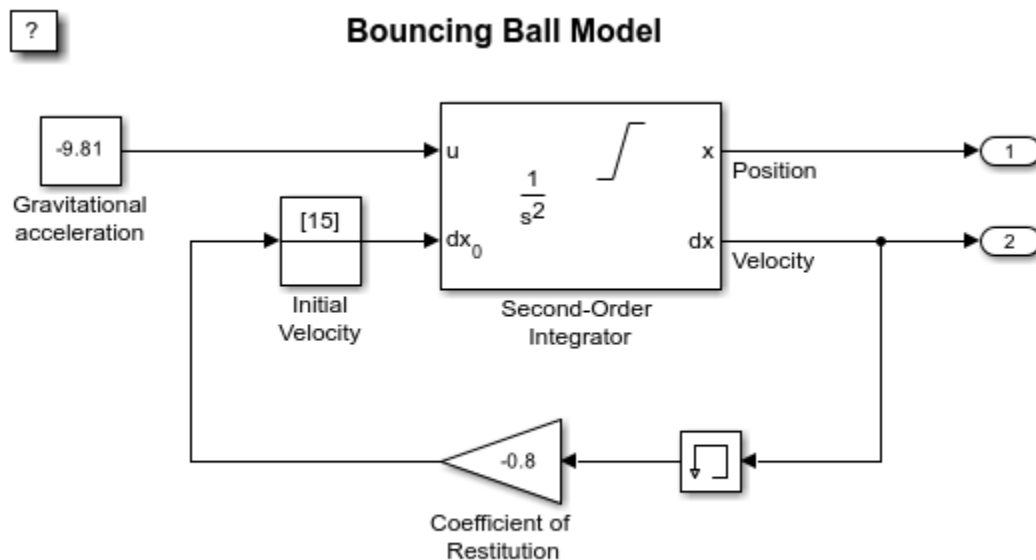 ?
Bouncing Ball Model
-9.81
Gravitational
acceleration
[15]
Initial
Velocity
u
dx₀
1
s²
x
dx
Second-Order
Integrator
Position
Velocity
1
2
-0.8
Coefficient of
Restitution